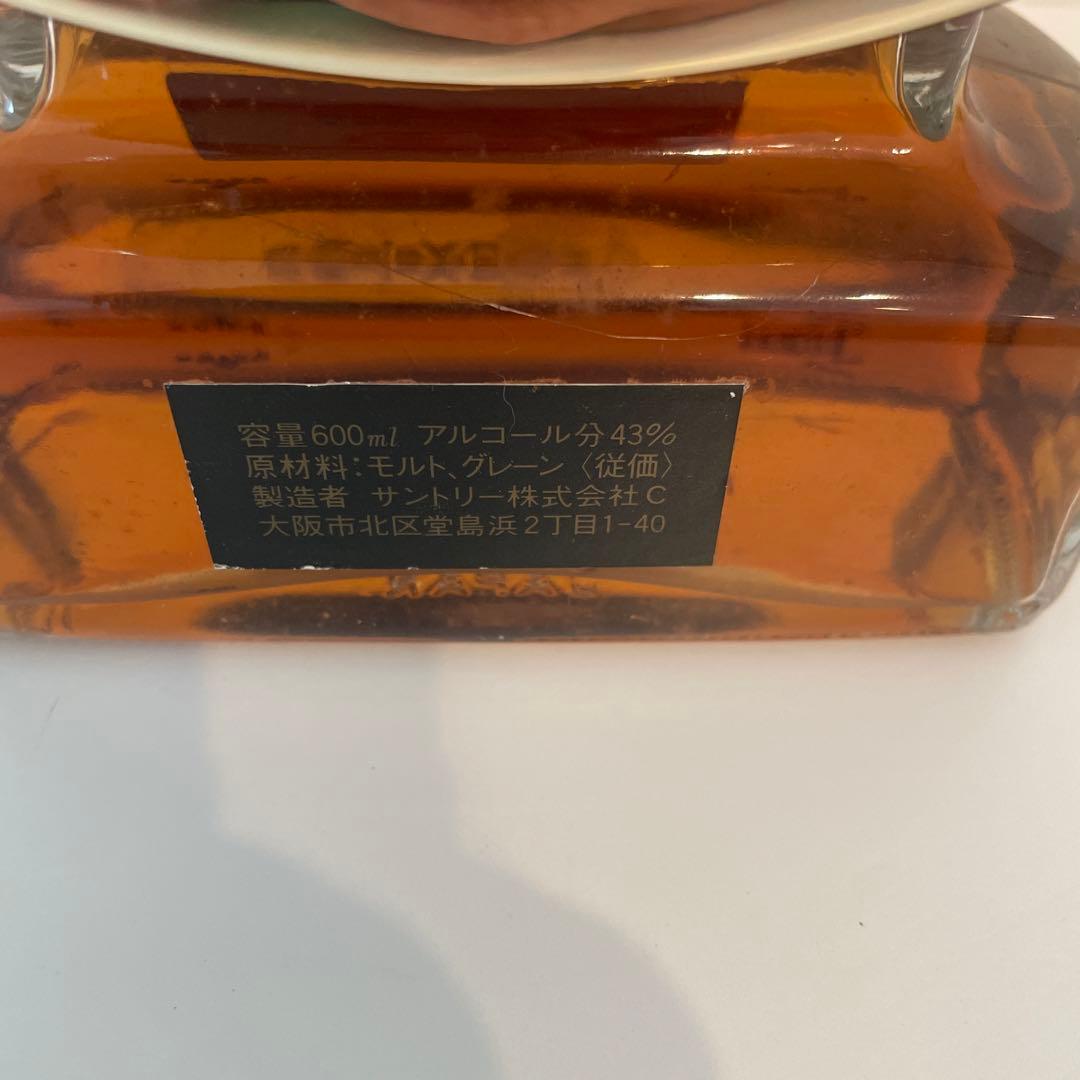 容量600ml アルコール分43%
原材料:モルト、グレーン〈従価〉
製造者 サントリー株式会社C
大阪市北区堂島浜2丁目1-40